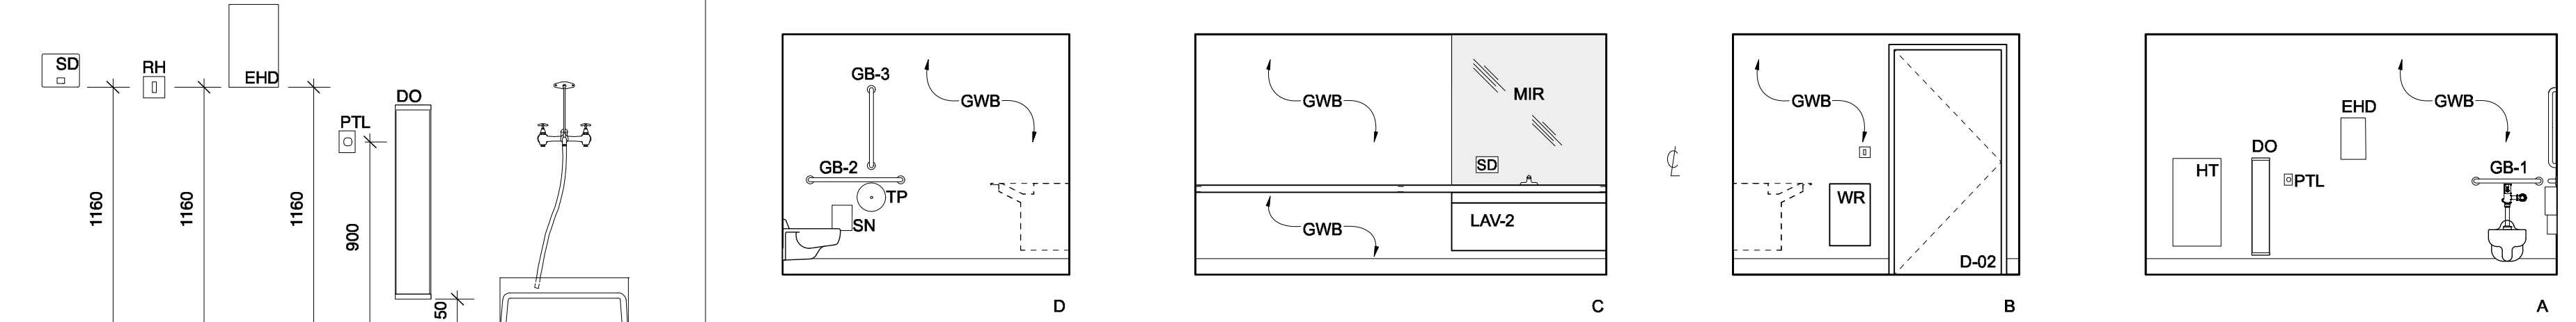 SD
RH
EHD
PTL
DO
1160
1160
1160
900
50
GB-3
GWB
GB-2
TP
SN
D
GWB
MIR
SD
GWB
LAV-2
C
℄
GWB
WR
D-02
B
GWB
EHD
DO
HT
PTL
GB-1
A